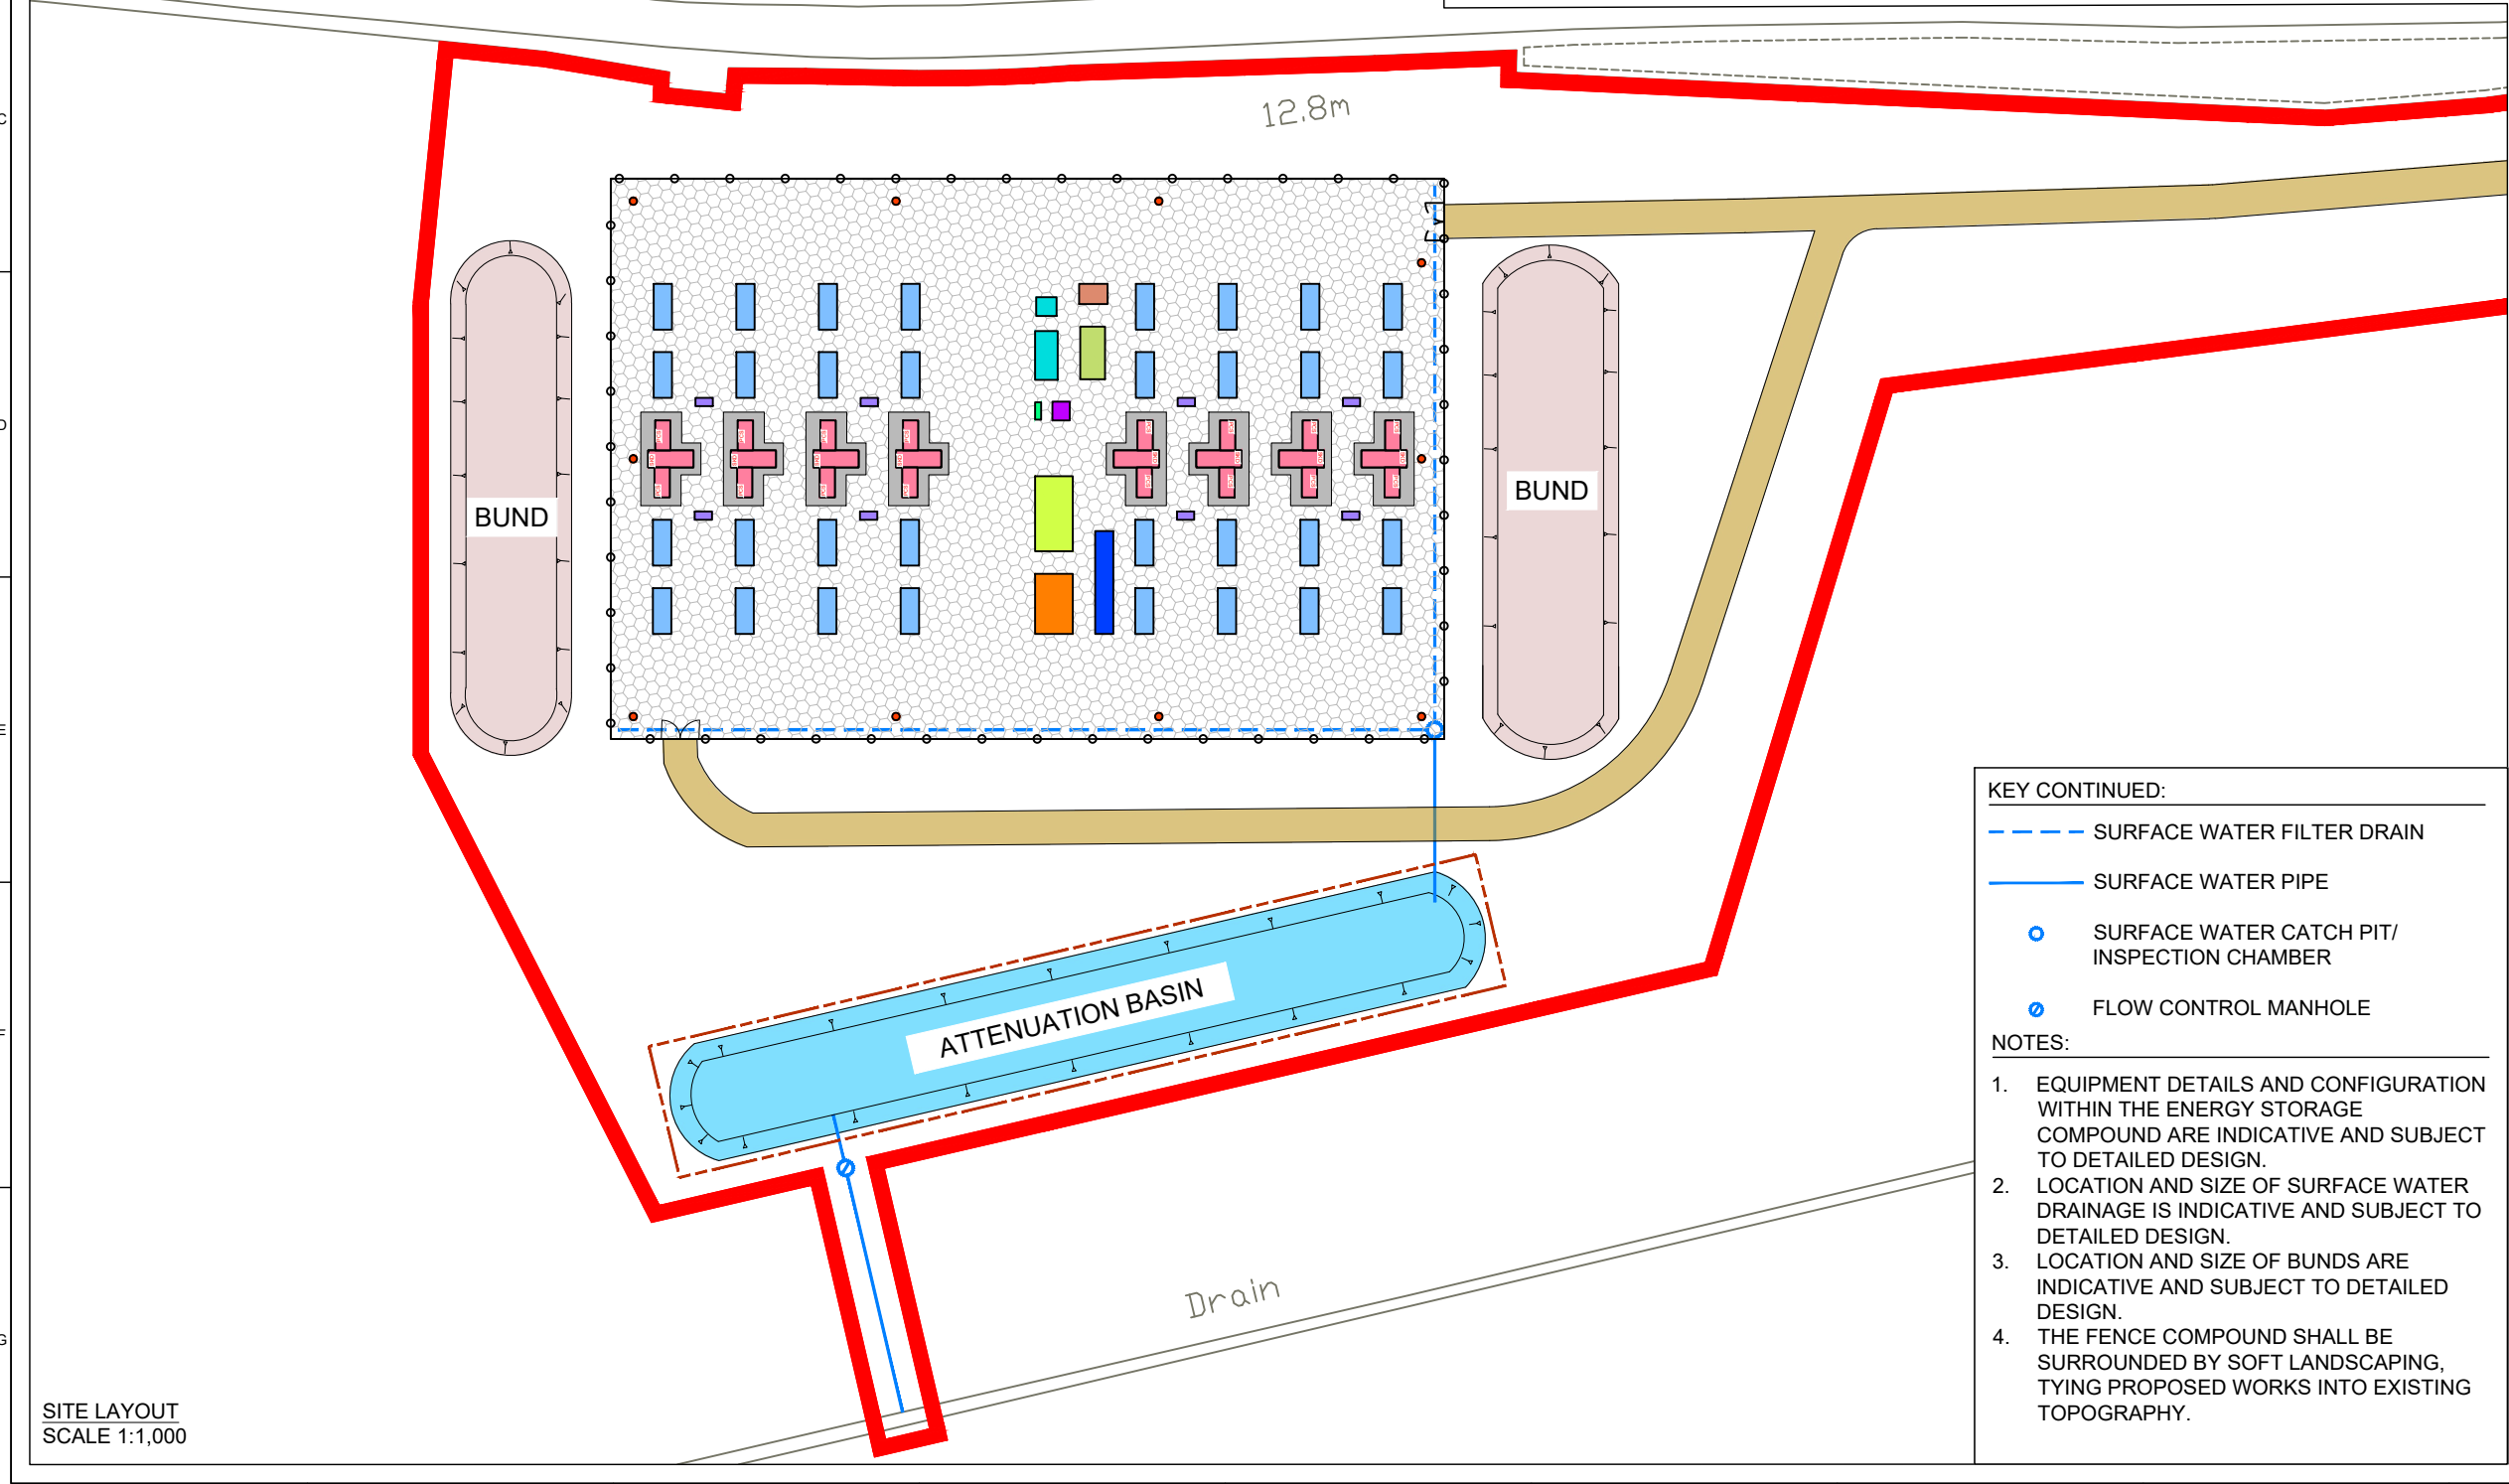 12.8m
BUND
BUND
ATTENUATION BASIN
Drain
SITE LAYOUT
SCALE 1:1,000
KEY CONTINUED:
SURFACE WATER FILTER DRAIN
SURFACE WATER PIPE
SURFACE WATER CATCH PIT/
INSPECTION CHAMBER
FLOW CONTROL MANHOLE
NOTES:
1. EQUIPMENT DETAILS AND CONFIGURATION
WITHIN THE ENERGY STORAGE
COMPOUND ARE INDICATIVE AND SUBJECT
TO DETAILED DESIGN.
2. LOCATION AND SIZE OF SURFACE WATER
DRAINAGE IS INDICATIVE AND SUBJECT TO
DETAILED DESIGN.
3. LOCATION AND SIZE OF BUNDS ARE
INDICATIVE AND SUBJECT TO DETAILED
DESIGN.
4. THE FENCE COMPOUND SHALL BE
SURROUNDED BY SOFT LANDSCAPING,
TYING PROPOSED WORKS INTO EXISTING
TOPOGRAPHY.